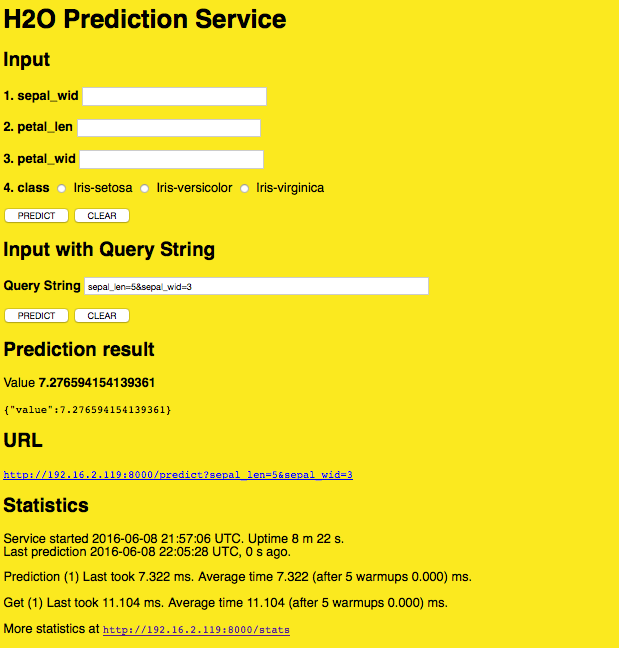 H2O Prediction Service
Input
1. sepal_wid
2. petal_len
3. petal_wid
4. class Iris-setosa Iris-versicolor Iris-virginica
PREDICT CLEAR
Input with Query String
Query String sepal_len=5&sepal_wid=3
PREDICT CLEAR
Prediction result
Value 7.276594154139361
{"value":7.276594154139361}
URL
http://192.16.2.119:8000/predict?sepal_len=5&sepal_wid=3
Statistics
Service started 2016-06-08 21:57:06 UTC. Uptime 8 m 22 s.
Last prediction 2016-06-08 22:05:28 UTC, 0 s ago.
Prediction (1) Last took 7.322 ms. Average time 7.322 (after 5 warmups 0.000) ms.
Get (1) Last took 11.104 ms. Average time 11.104 (after 5 warmups 0.000) ms.
More statistics at http://192.16.2.119:8000/stats